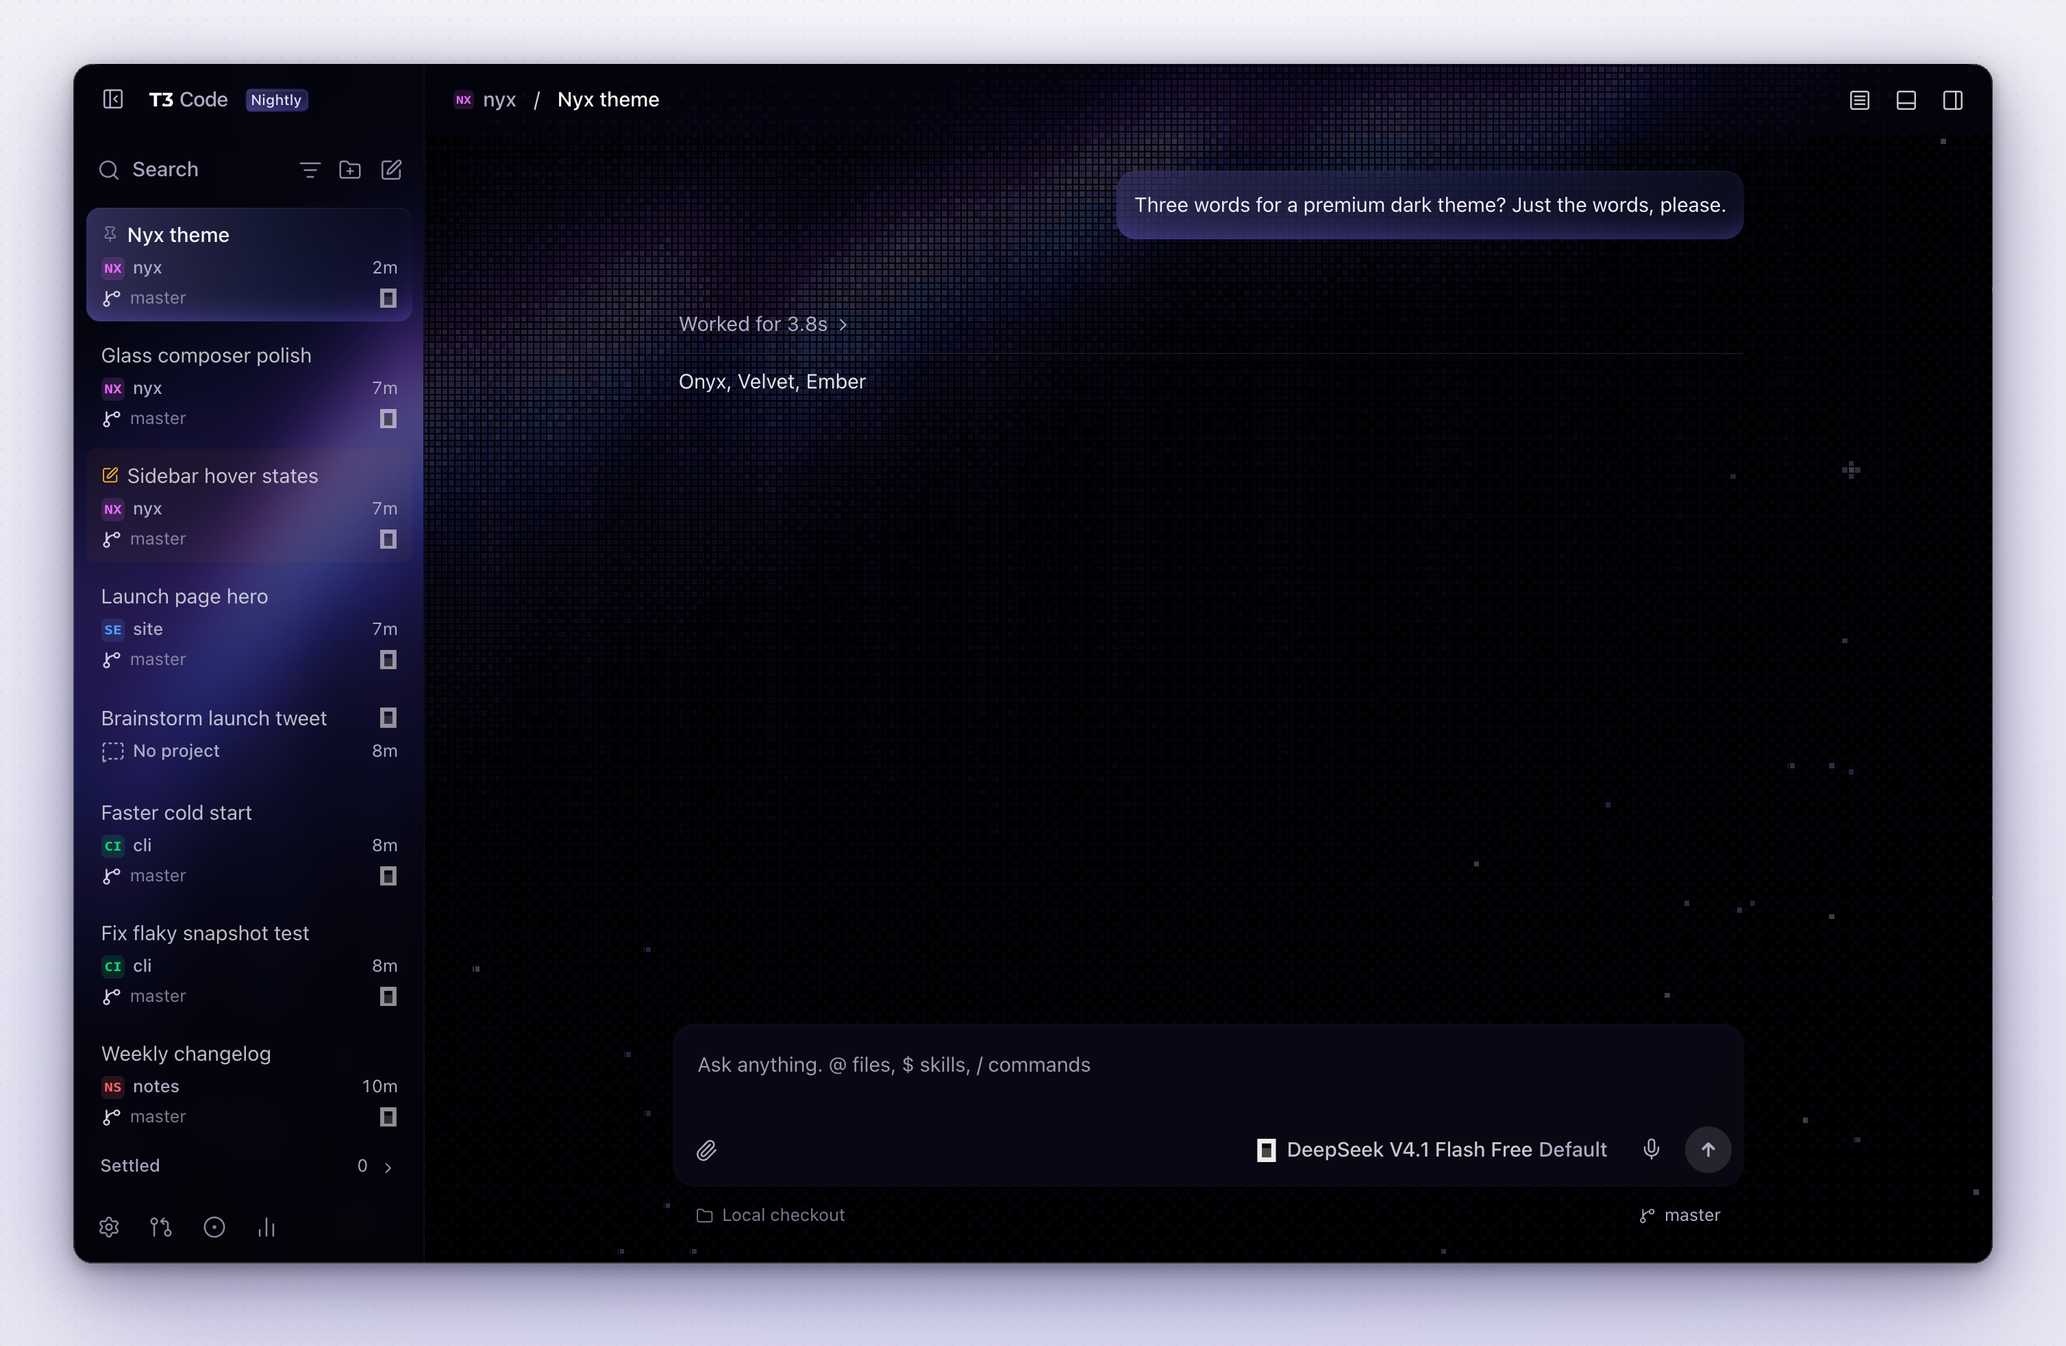 T3 Code Nightly
Search
Nyx theme
NX nyx 2m
master
Glass composer polish
NX nyx 7m
master
Sidebar hover states
NX nyx 7m
master
Launch page hero
SE site 7m
master
Brainstorm launch tweet
No project 8m
Faster cold start
CI cli 8m
master
Fix flaky snapshot test
CI cli 8m
master
Weekly changelog
NS notes 10m
master
Settled 0
NX nyx / Nyx theme
Three words for a premium dark theme? Just the words, please.
Worked for 3.8s
Onyx, Velvet, Ember
Ask anything. @ files, $ skills, / commands
DeepSeek V4.1 Flash Free Default
Local checkout
master